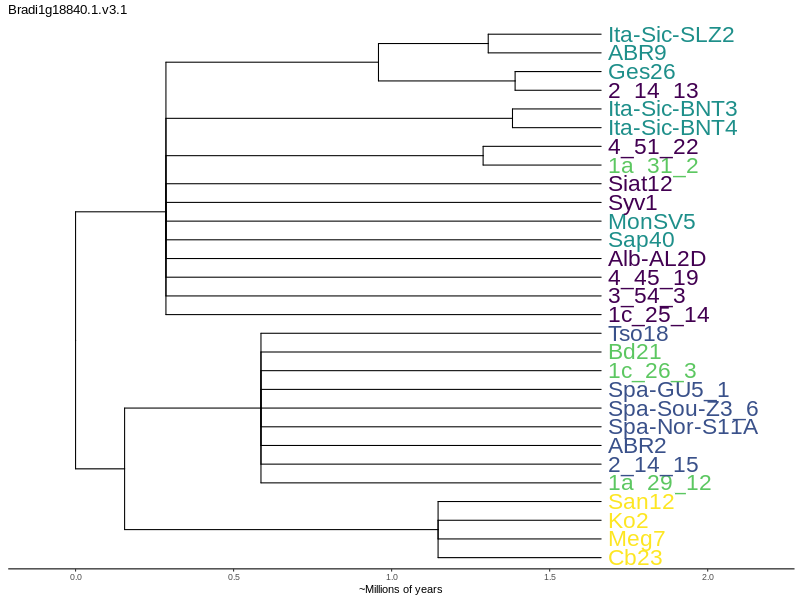 Bradi1g18840.1.v3.1
Ita-Sic-SLZ2
ABR9
Ges26
2_14_13
Ita-Sic-BNT3
Ita-Sic-BNT4
4_51_22
1a_31_2
Siat12
Syv1
MonSV5
Sap40
Alb-AL2D
4_45_19
3_54_3
1c_25_14
Tso18
Bd21
1c_26_3
Spa-GU5_1
Spa-Sou-Z3_6
Spa-Nor-S11A
ABR2
2_14_15
1a_29_12
San12
Ko2
Meg7
Cb23
0.0 0.5 1.0 1.5 2.0
~Millions of years